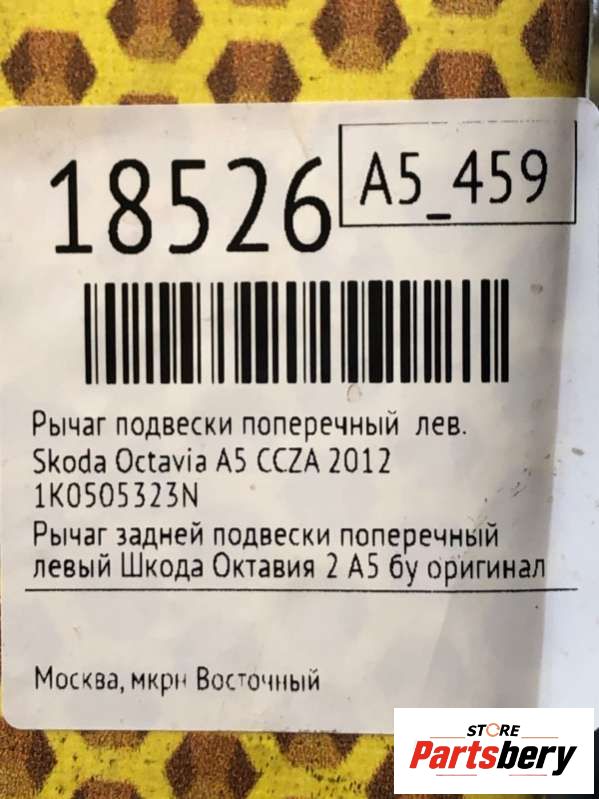 18526
A5_459
Рычаг подвески поперечный лев.
Skoda Octavia A5 CCZA 2012
1K0505323N
Рычаг задней подвески поперечный
левый Шкода Октавия 2 А5 бу оригинал
Москва, мкрн Восточный
STORE
Partsbery